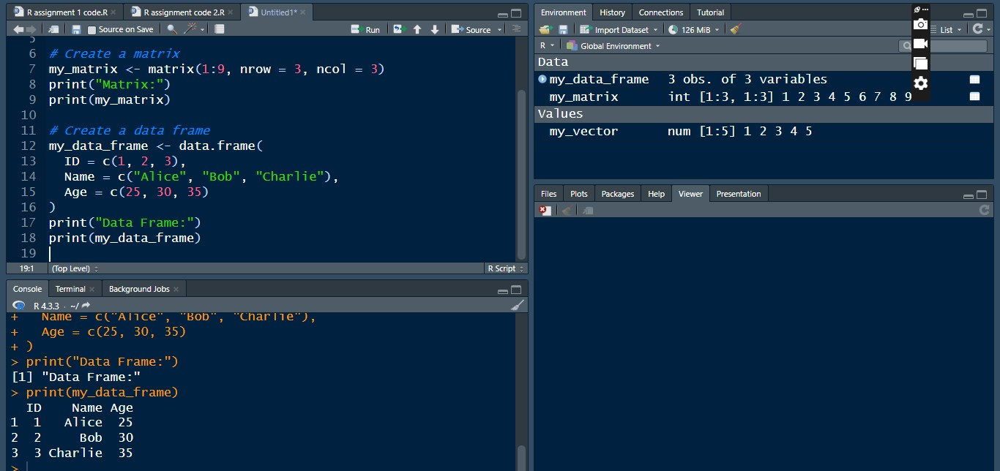 R assignment 1 code.R
R assignment code 2.R
Untitled1*
Source on Save
Run
Source
5
6 # Create a matrix
7 my_matrix <- matrix(1:9, nrow = 3, ncol = 3)
8 print("Matrix:")
9 print(my_matrix)
10
11 # Create a data frame
12 my_data_frame <- data.frame(
13 ID = c(1, 2, 3),
14 Name = c("Alice", "Bob", "Charlie"),
15 Age = c(25, 30, 35)
16 )
17 print("Data Frame:")
18 print(my_data_frame)
19
19:1 (Top Level) R Script
Console Terminal Background Jobs
R 4.3.3 · ~/
+ Name = c("Alice", "Bob", "Charlie"),
+ Age = c(25, 30, 35)
+ )
> print("Data Frame:")
[1] "Data Frame:"
> print(my_data_frame)
ID Name Age
1 1 Alice 25
2 2 Bob 30
3 3 Charlie 35
>
Environment History Connections Tutorial
Import Dataset 126 MiB List
R Global Environment
Data
my_data_frame 3 obs. of 3 variables
my_matrix int [1:3, 1:3] 1 2 3 4 5 6 7 8 9
Values
my_vector num [1:5] 1 2 3 4 5
Files Plots Packages Help Viewer Presentation